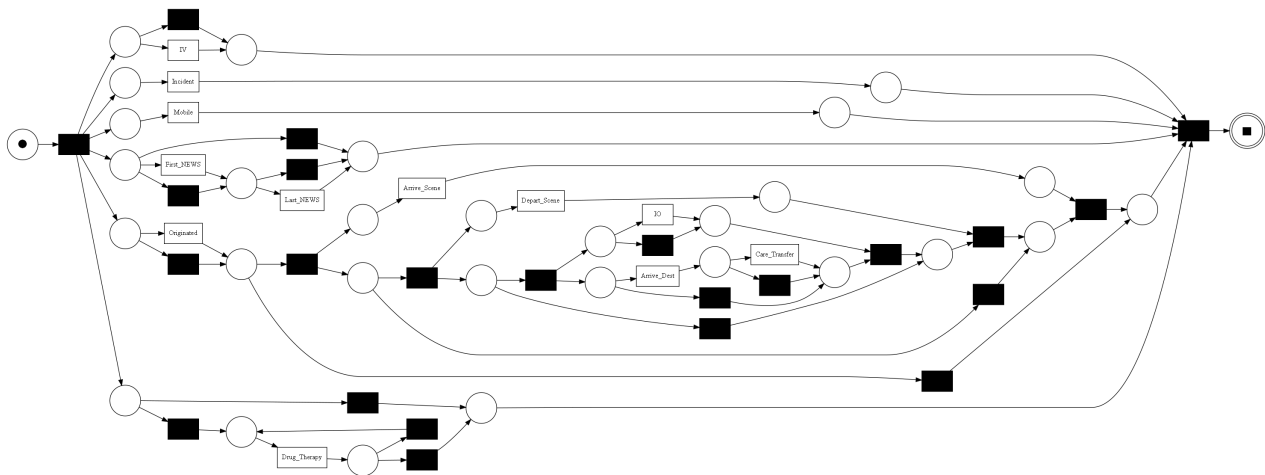 IV
Incident
Mobile
First_NEWS
Last_NEWS
Arrive_Scene
Depart_Scene
IO
Originated
Care_Transfer
Arrive_Dest
Drug_Therapy